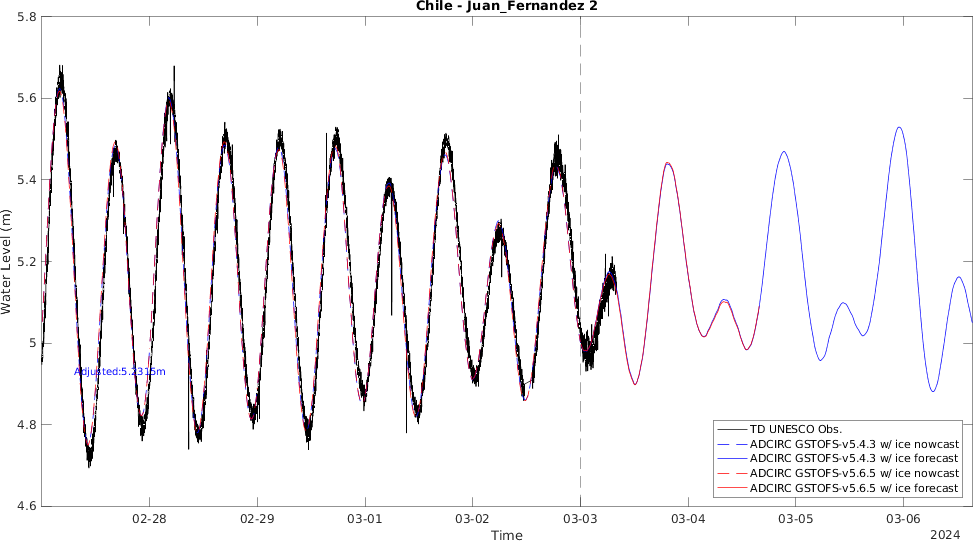 Chile - Juan_Fernandez 2
5.8
5.6
5.4
5.2
5
4.8
4.6
Water Level (m)
Adjusted:5.2315m
TD UNESCO Obs.
ADCIRC GSTOFS-v5.4.3 w/ ice nowcast
ADCIRC GSTOFS-v5.4.3 w/ ice forecast
ADCIRC GSTOFS-v5.6.5 w/ ice nowcast
ADCIRC GSTOFS-v5.6.5 w/ ice forecast
02-28 02-29 03-01 03-02 03-03 03-04 03-05 03-06
Time
2024